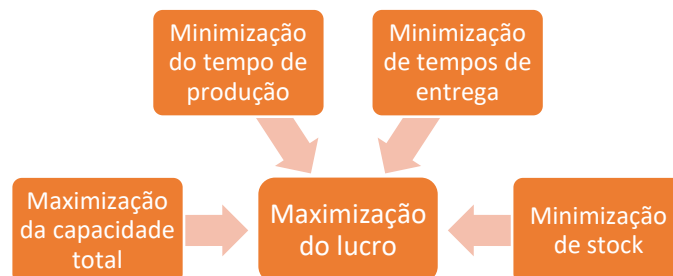 Minimização
do tempo de
produção
Minimização
de tempos de
entrega
Maximização
da capacidade
total
Maximização
do lucro
Minimização
de stock